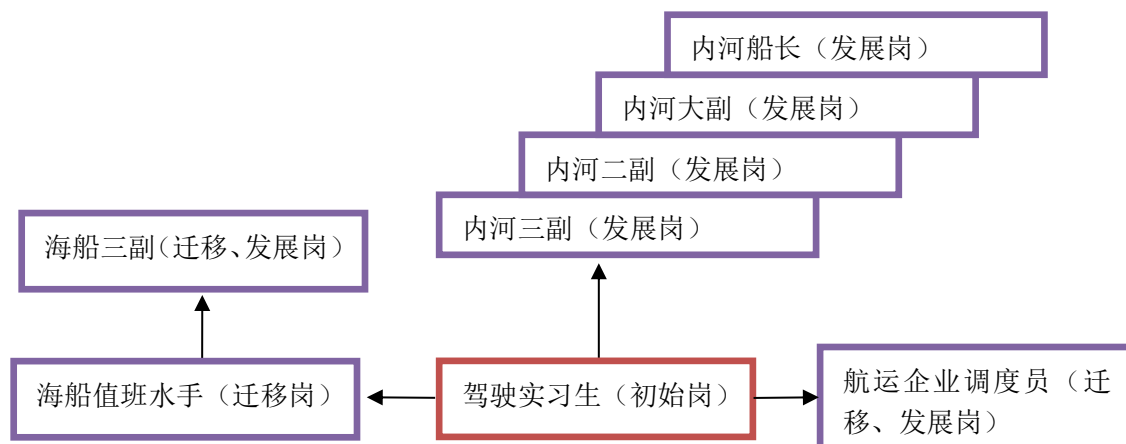 内河船长（发展岗）
内河大副（发展岗）
内河二副（发展岗）
内河三副（发展岗）
海船三副（迁移、发展岗）
海船值班水手（迁移岗）
驾驶实习生（初始岗）
航运企业调度员（迁
移、发展岗）